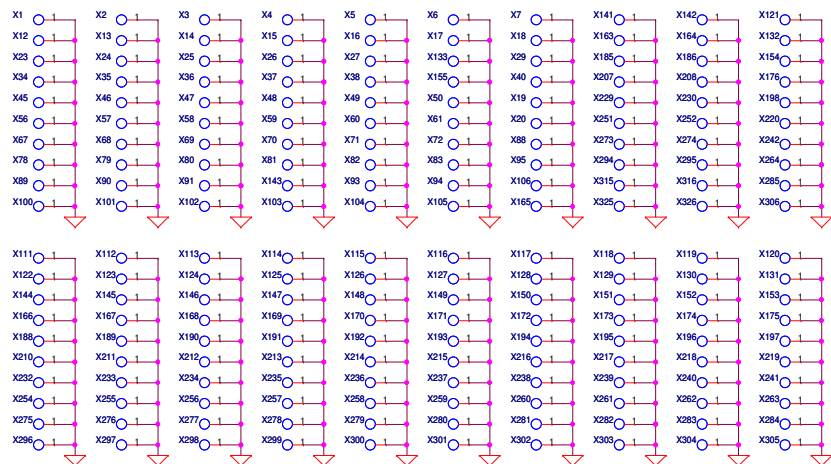 X1 1 X2 1 X3 1 X4 1 X5 1 X6 1 X7 1 X141 1 X142 1 X121 1
X12 1 X13 1 X14 1 X15 1 X16 1 X17 1 X18 1 X163 1 X164 1 X132 1
X23 1 X24 1 X25 1 X26 1 X27 1 X133 1 X29 1 X185 1 X186 1 X154 1
X34 1 X35 1 X36 1 X37 1 X38 1 X155 1 X40 1 X207 1 X208 1 X176 1
X45 1 X46 1 X47 1 X48 1 X49 1 X50 1 X19 1 X229 1 X230 1 X198 1
X56 1 X57 1 X58 1 X59 1 X60 1 X61 1 X20 1 X251 1 X252 1 X220 1
X67 1 X68 1 X69 1 X70 1 X71 1 X72 1 X88 1 X273 1 X274 1 X242 1
X78 1 X79 1 X80 1 X81 1 X82 1 X83 1 X95 1 X294 1 X295 1 X264 1
X89 1 X90 1 X91 1 X143 1 X93 1 X94 1 X106 1 X315 1 X316 1 X285 1
X100 1 X101 1 X102 1 X103 1 X104 1 X105 1 X165 1 X325 1 X326 1 X306 1
X111 1 X112 1 X113 1 X114 1 X115 1 X116 1 X117 1 X118 1 X119 1 X120 1
X122 1 X123 1 X124 1 X125 1 X126 1 X127 1 X128 1 X129 1 X130 1 X131 1
X144 1 X145 1 X146 1 X147 1 X148 1 X149 1 X150 1 X151 1 X152 1 X153 1
X166 1 X167 1 X168 1 X169 1 X170 1 X171 1 X172 1 X173 1 X174 1 X175 1
X188 1 X189 1 X190 1 X191 1 X192 1 X193 1 X194 1 X195 1 X196 1 X197 1
X210 1 X211 1 X212 1 X213 1 X214 1 X215 1 X216 1 X217 1 X218 1 X219 1
X232 1 X233 1 X234 1 X235 1 X236 1 X237 1 X238 1 X239 1 X240 1 X241 1
X254 1 X255 1 X256 1 X257 1 X258 1 X259 1 X260 1 X261 1 X262 1 X263 1
X275 1 X276 1 X277 1 X278 1 X279 1 X280 1 X281 1 X282 1 X283 1 X284 1
X296 1 X297 1 X298 1 X299 1 X300 1 X301 1 X302 1 X303 1 X304 1 X305 1